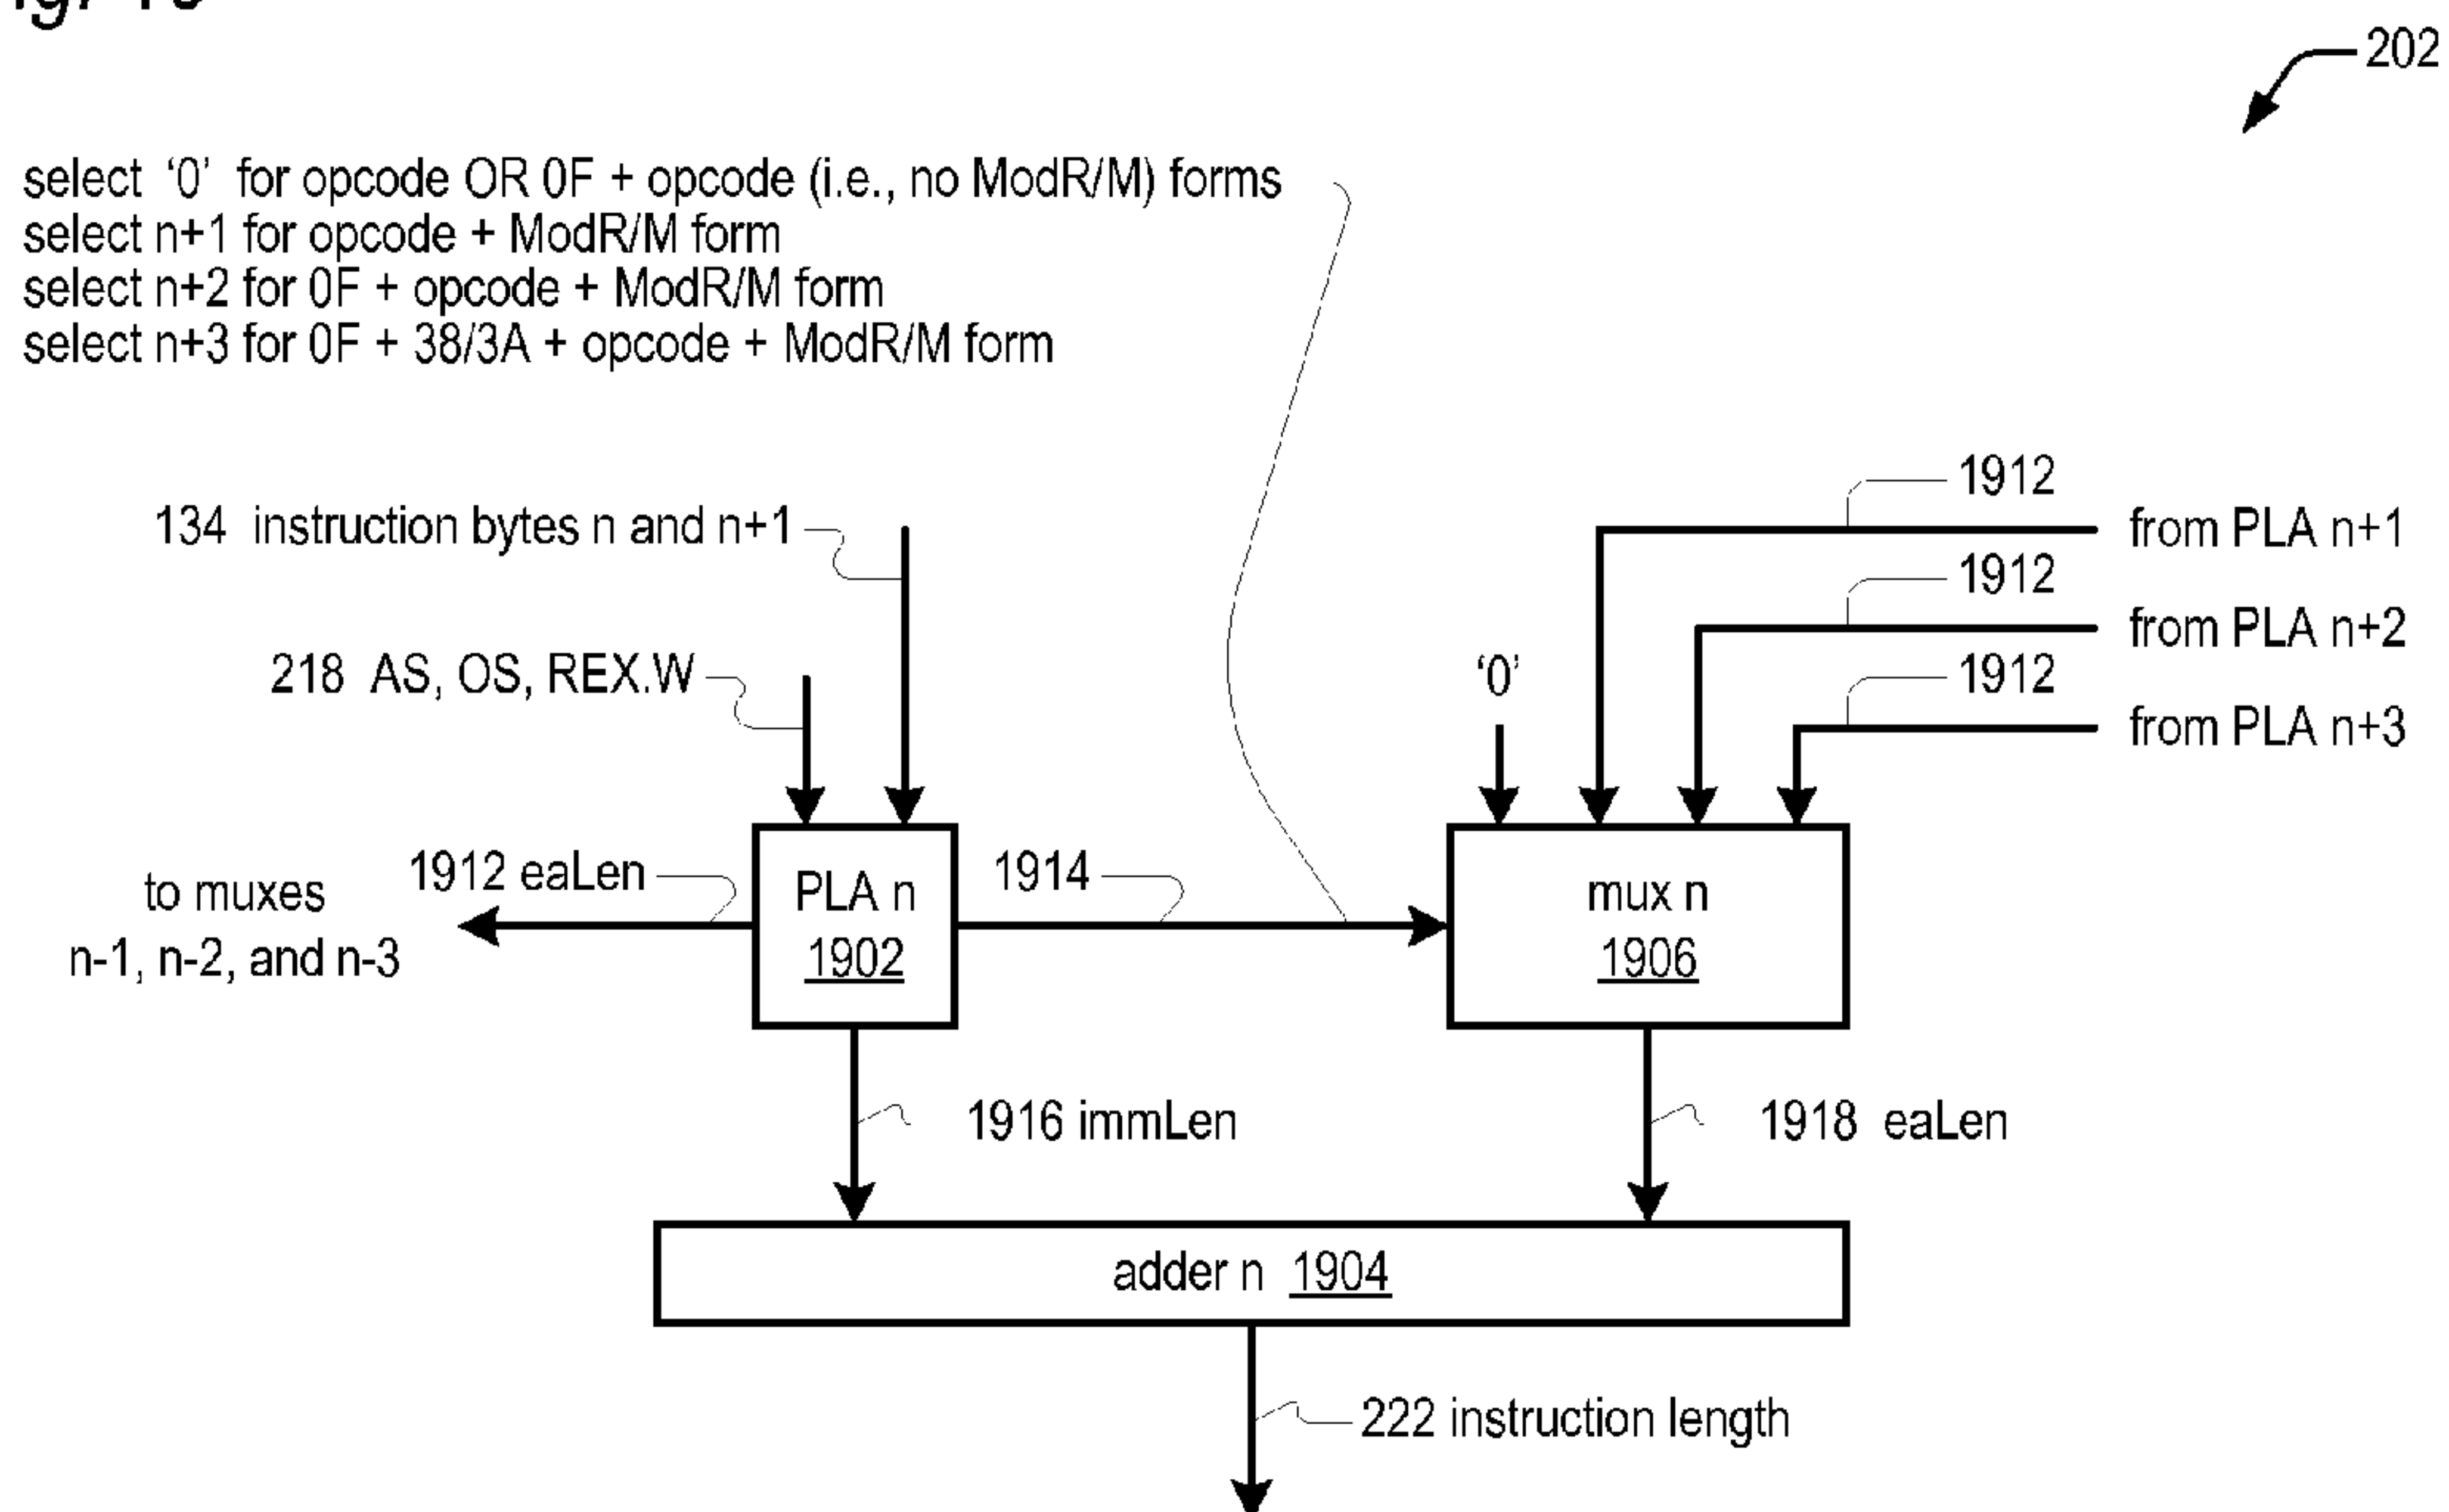 202
select '0' for opcode OR 0F + opcode (i.e., no ModR/M) forms
select n+1 for opcode + ModR/M form
select n+2 for 0F + opcode + ModR/M form
select n+3 for 0F + 38/3A + opcode + ModR/M form
134 instruction bytes n and n+1
218 AS, OS, REX.W
'0'
1912
from PLA n+1
1912
from PLA n+2
1912
from PLA n+3
to muxes
n-1, n-2, and n-3
1912 eaLen
PLA n
1902
1914
mux n
1906
1916 immLen
1918 eaLen
adder n 1904
222 instruction length